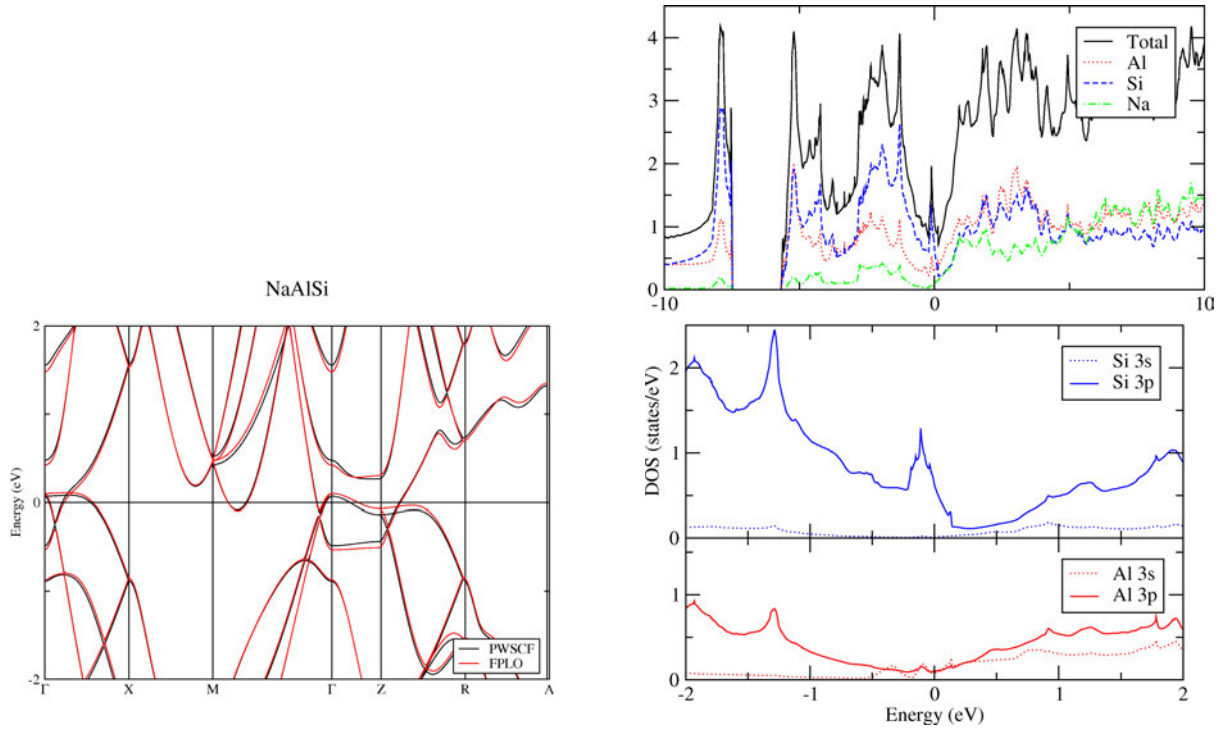 NaAlSi
2
1
0
-1
-2
Energy (eV)
Γ X M Γ Z R A
PWSCF
FPLO
4
3
2
1
0
-10 0 10
Total
Al
Si
Na
2
1
0
Si 3s
Si 3p
DOS (states/eV)
1
0
Al 3s
Al 3p
-2 -1 0 1 2
Energy (eV)